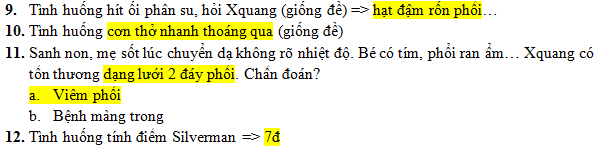 9. Tình huống hít ối phân su, hỏi Xquang (giống đề) => hạt đậm rốn phổi…
10. Tình huống cơn thở nhanh thoáng qua (giống đề)
11. Sanh non, mẹ sốt lúc chuyển dạ không rõ nhiệt độ. Bé có tím, phổi ran ẩm… Xquang có
tổn thương dạng lưới 2 đáy phổi. Chẩn đoán?
a. Viêm phổi
b. Bệnh màng trong
12. Tình huống tính điểm Silverman => 7đ